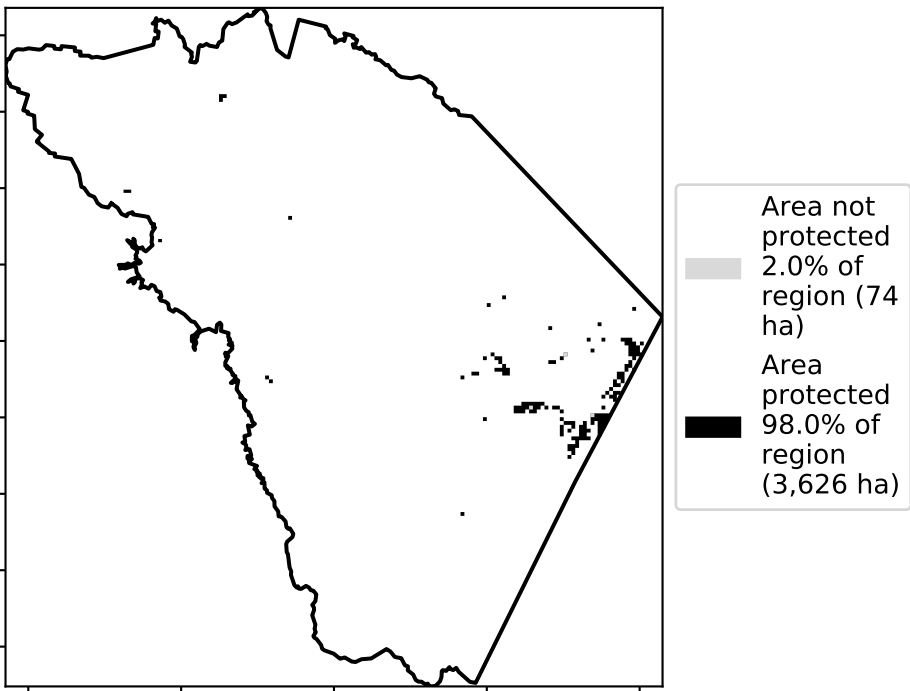 Area not
protected
2.0% of
region (74
ha)
Area
protected
98.0% of
region
(3,626 ha)